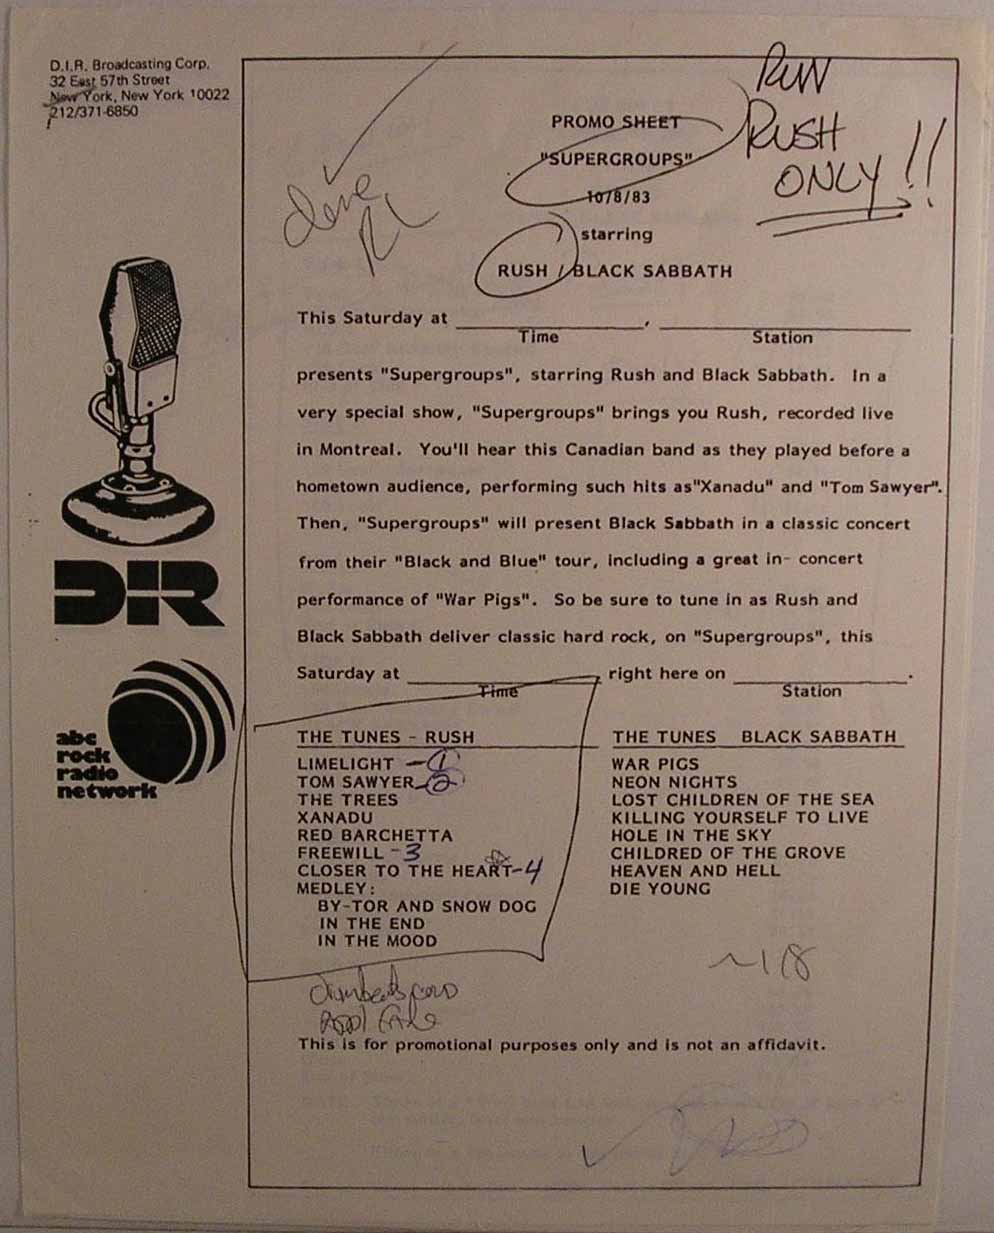 D.I.R. Broadcasting Corp.
32 East 57th Street
New York, New York 10022
212/371-6850
RUN
RUSH
ONLY!!
PROMO SHEET
"SUPERGROUPS"
10/8/83
starring
RUSH / BLACK SABBATH
This Saturday at ____________, ____________
Time Station
presents "Supergroups", starring Rush and Black Sabbath. In a
very special show, "Supergroups" brings you Rush, recorded live
in Montreal. You'll hear this Canadian band as they played before a
hometown audience, performing such hits as"Xanadu" and "Tom Sawyer".
Then, "Supergroups" will present Black Sabbath in a classic concert
from their "Black and Blue" tour, including a great in- concert
performance of "War Pigs". So be sure to tune in as Rush and
Black Sabbath deliver classic hard rock, on "Supergroups", this
Saturday at ____________ right here on ____________.
Time Station
DIR
abc
rock
radio
network
THE TUNES - RUSH
LIMELIGHT -1
TOM SAWYER -2
THE TREES
XANADU
RED BARCHETTA
FREEWILL -3
CLOSER TO THE HEART-4
MEDLEY:
BY-TOR AND SNOW DOG
IN THE END
IN THE MOOD
THE TUNES BLACK SABBATH
WAR PIGS
NEON NIGHTS
LOST CHILDREN OF THE SEA
KILLING YOURSELF TO LIVE
HOLE IN THE SKY
CHILDRED OF THE GROVE
HEAVEN AND HELL
DIE YOUNG
This is for promotional purposes only and is not an affidavit.